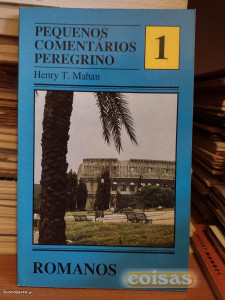 PEQUENOS
COMENTÁRIOS
PEREGRINO
1
Henry T. Mahan
ROMANOS
coisas